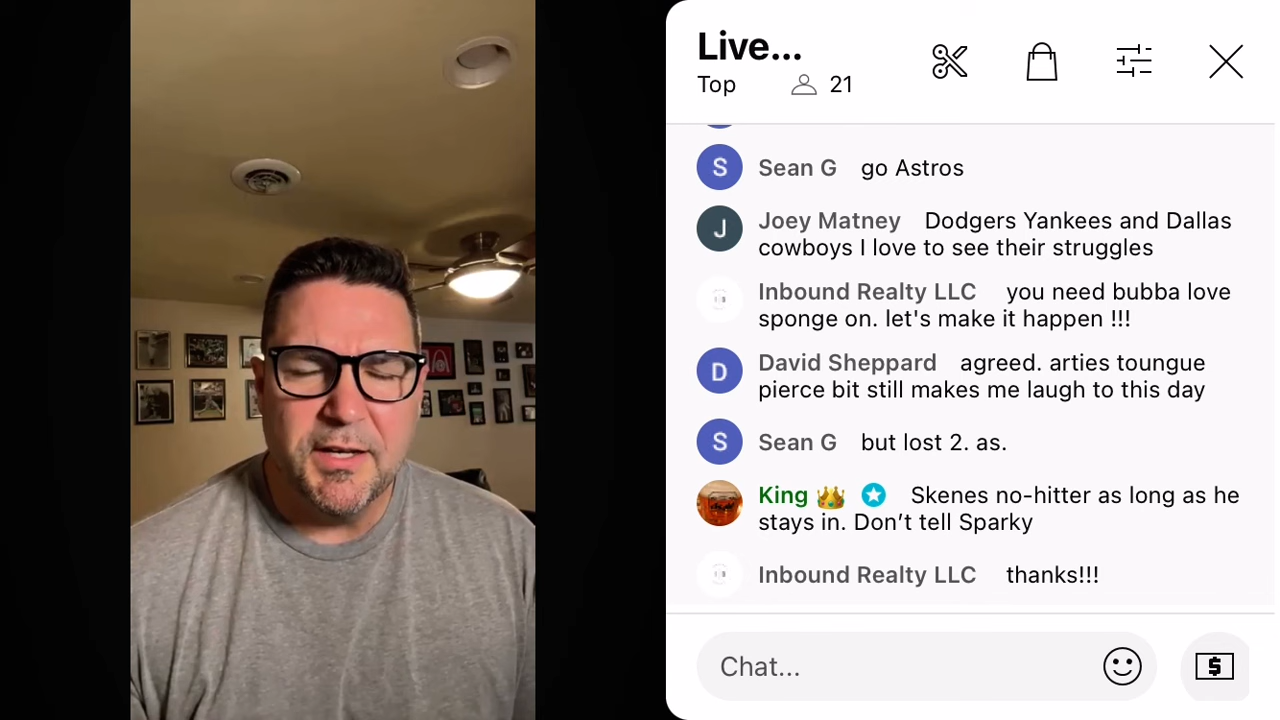 Live...
Top 21
S Sean G go Astros
J Joey Matney Dodgers Yankees and Dallas
cowboys I love to see their struggles
Inbound Realty LLC you need bubba love
sponge on. let's make it happen !!!
D David Sheppard agreed. arties toungue
pierce bit still makes me laugh to this day
S Sean G but lost 2. as.
King 👑 Skenes no-hitter as long as he
stays in. Don’t tell Sparky
Inbound Realty LLC thanks!!!
Chat...
$